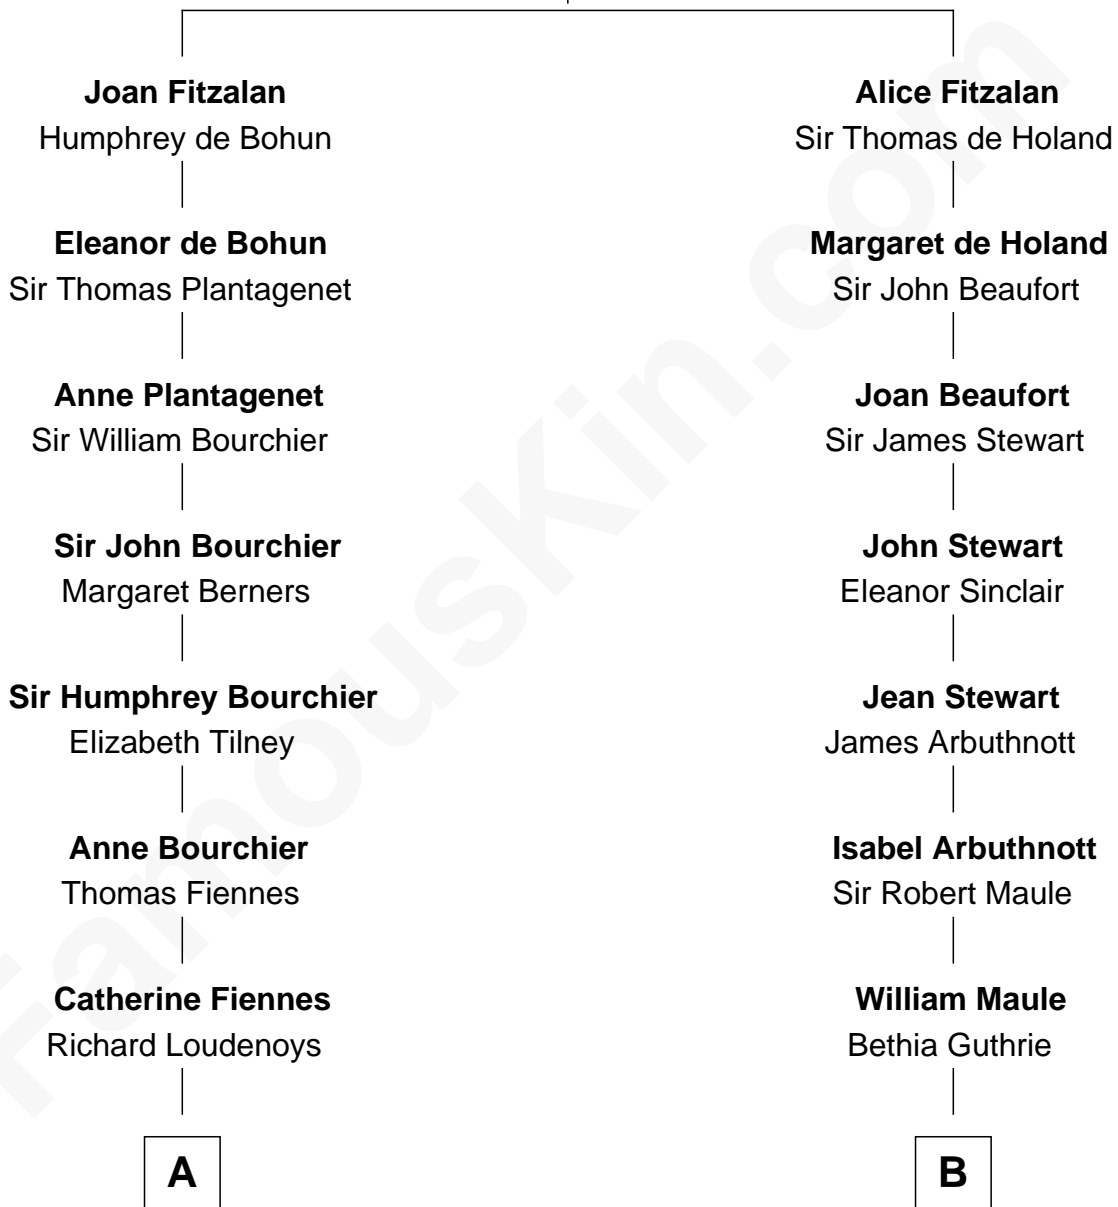 Joan Fitzalan
Humphrey de Bohun
Eleanor de Bohun
Sir Thomas Plantagenet
Anne Plantagenet
Sir William Bourchier
Sir John Bourchier
Margaret Berners
Sir Humphrey Bourchier
Elizabeth Tilney
Anne Bourchier
Thomas Fiennes
Catherine Fiennes
Richard Loudenoys
A
Alice Fitzalan
Sir Thomas de Holand
Margaret de Holand
Sir John Beaufort
Joan Beaufort
Sir James Stewart
John Stewart
Eleanor Sinclair
Jean Stewart
James Arbuthnott
Isabel Arbuthnott
Sir Robert Maule
William Maule
Bethia Guthrie
B
FamousKin.com